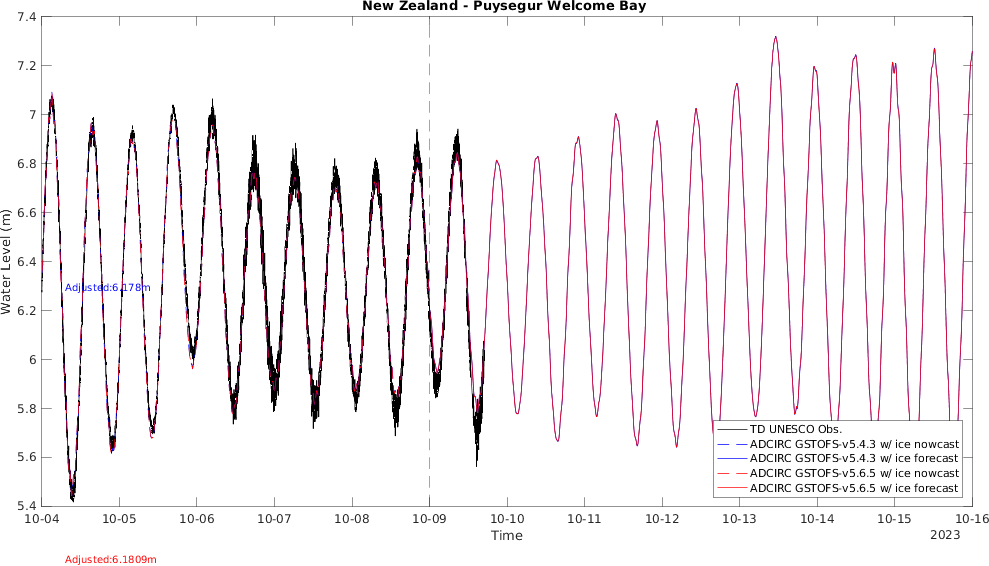 New Zealand - Puysegur Welcome Bay
7.4
7.2
7
6.8
6.6
6.4
6.2
6
5.8
5.6
5.4
Water Level (m)
Adjusted:6.178m
TD UNESCO Obs.
ADCIRC GSTOFS-v5.4.3 w/ ice nowcast
ADCIRC GSTOFS-v5.4.3 w/ ice forecast
ADCIRC GSTOFS-v5.6.5 w/ ice nowcast
ADCIRC GSTOFS-v5.6.5 w/ ice forecast
10-04 10-05 10-06 10-07 10-08 10-09 10-10 10-11 10-12 10-13 10-14 10-15 10-16
Time
2023
Adjusted:6.1809m